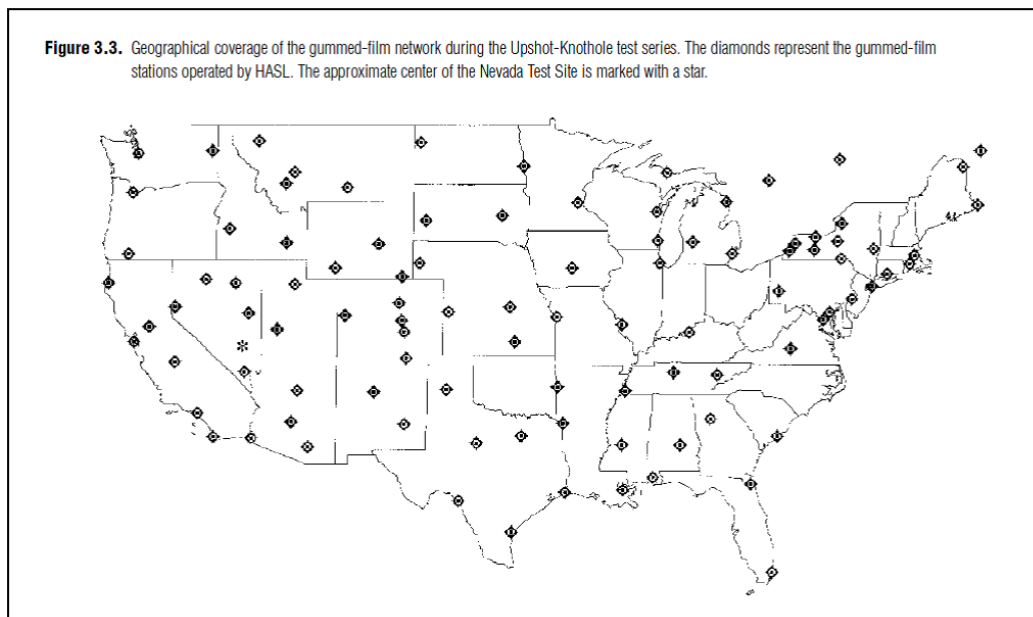 Figure 3.3. Geographical coverage of the gummed-film network during the Upshot-Knothole test series. The diamonds represent the gummed-film
stations operated by HASL. The approximate center of the Nevada Test Site is marked with a star.